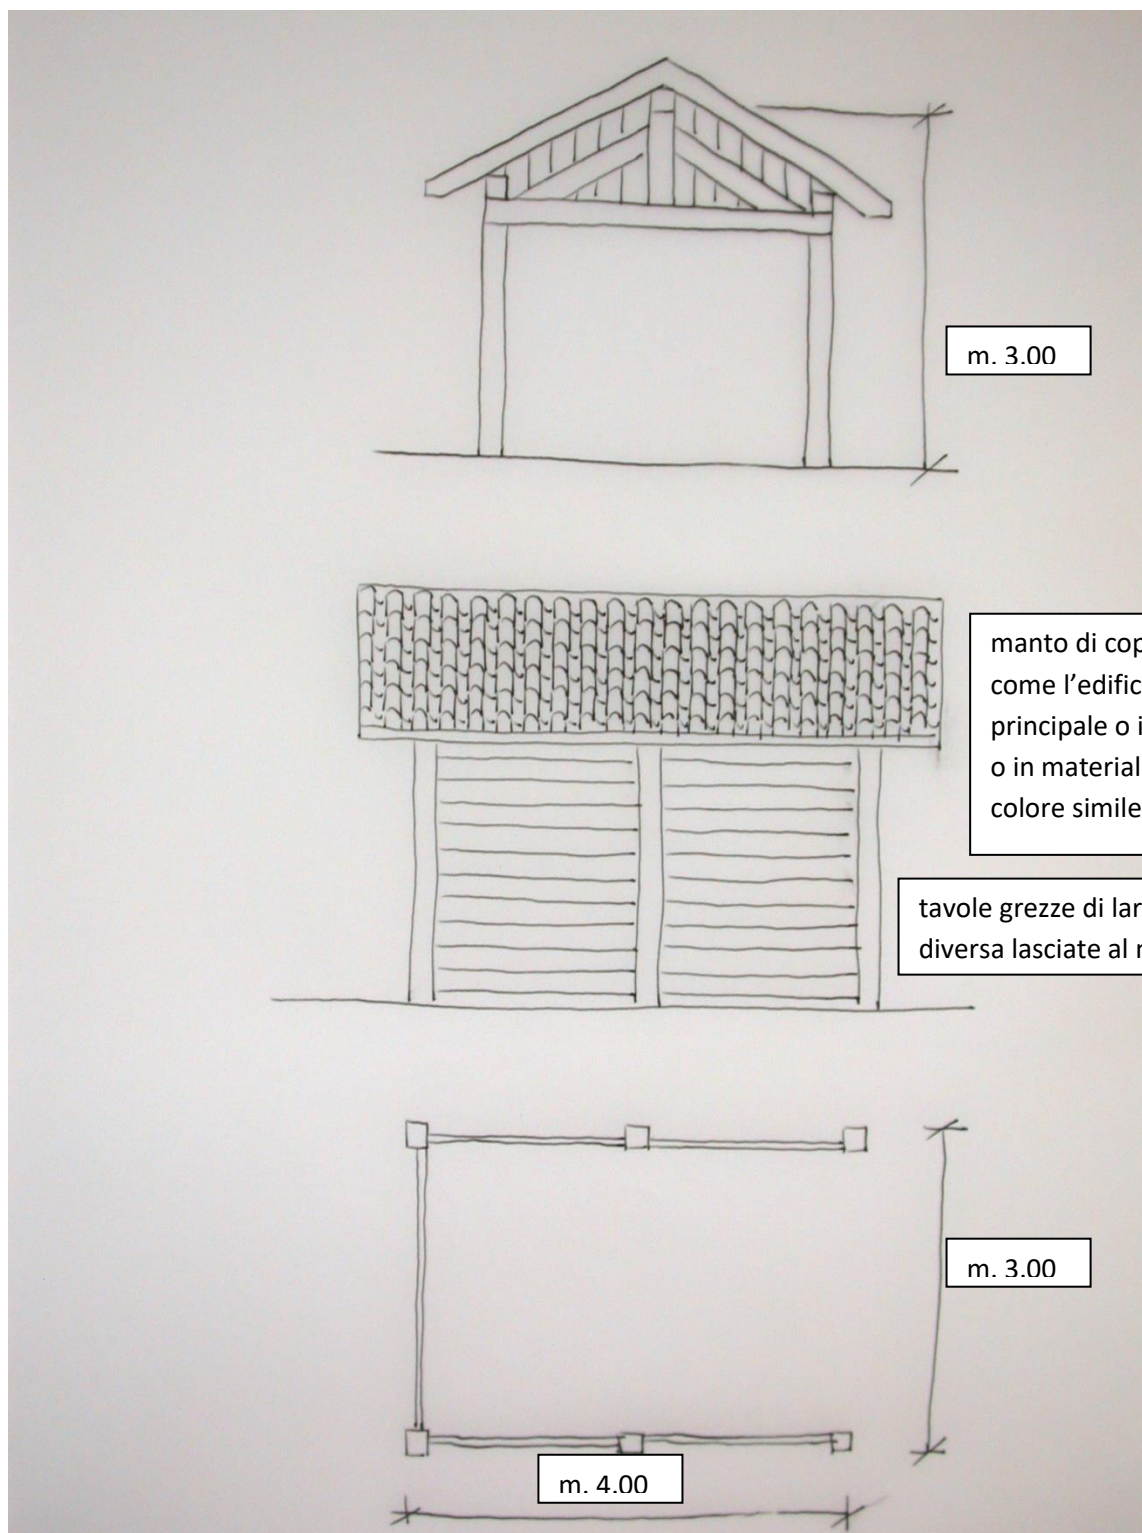 m. 3.00
manto di
come
principale o
o in
colore simile
tavole grezze di
diversa lasciate al
m. 3.00
m. 4.00